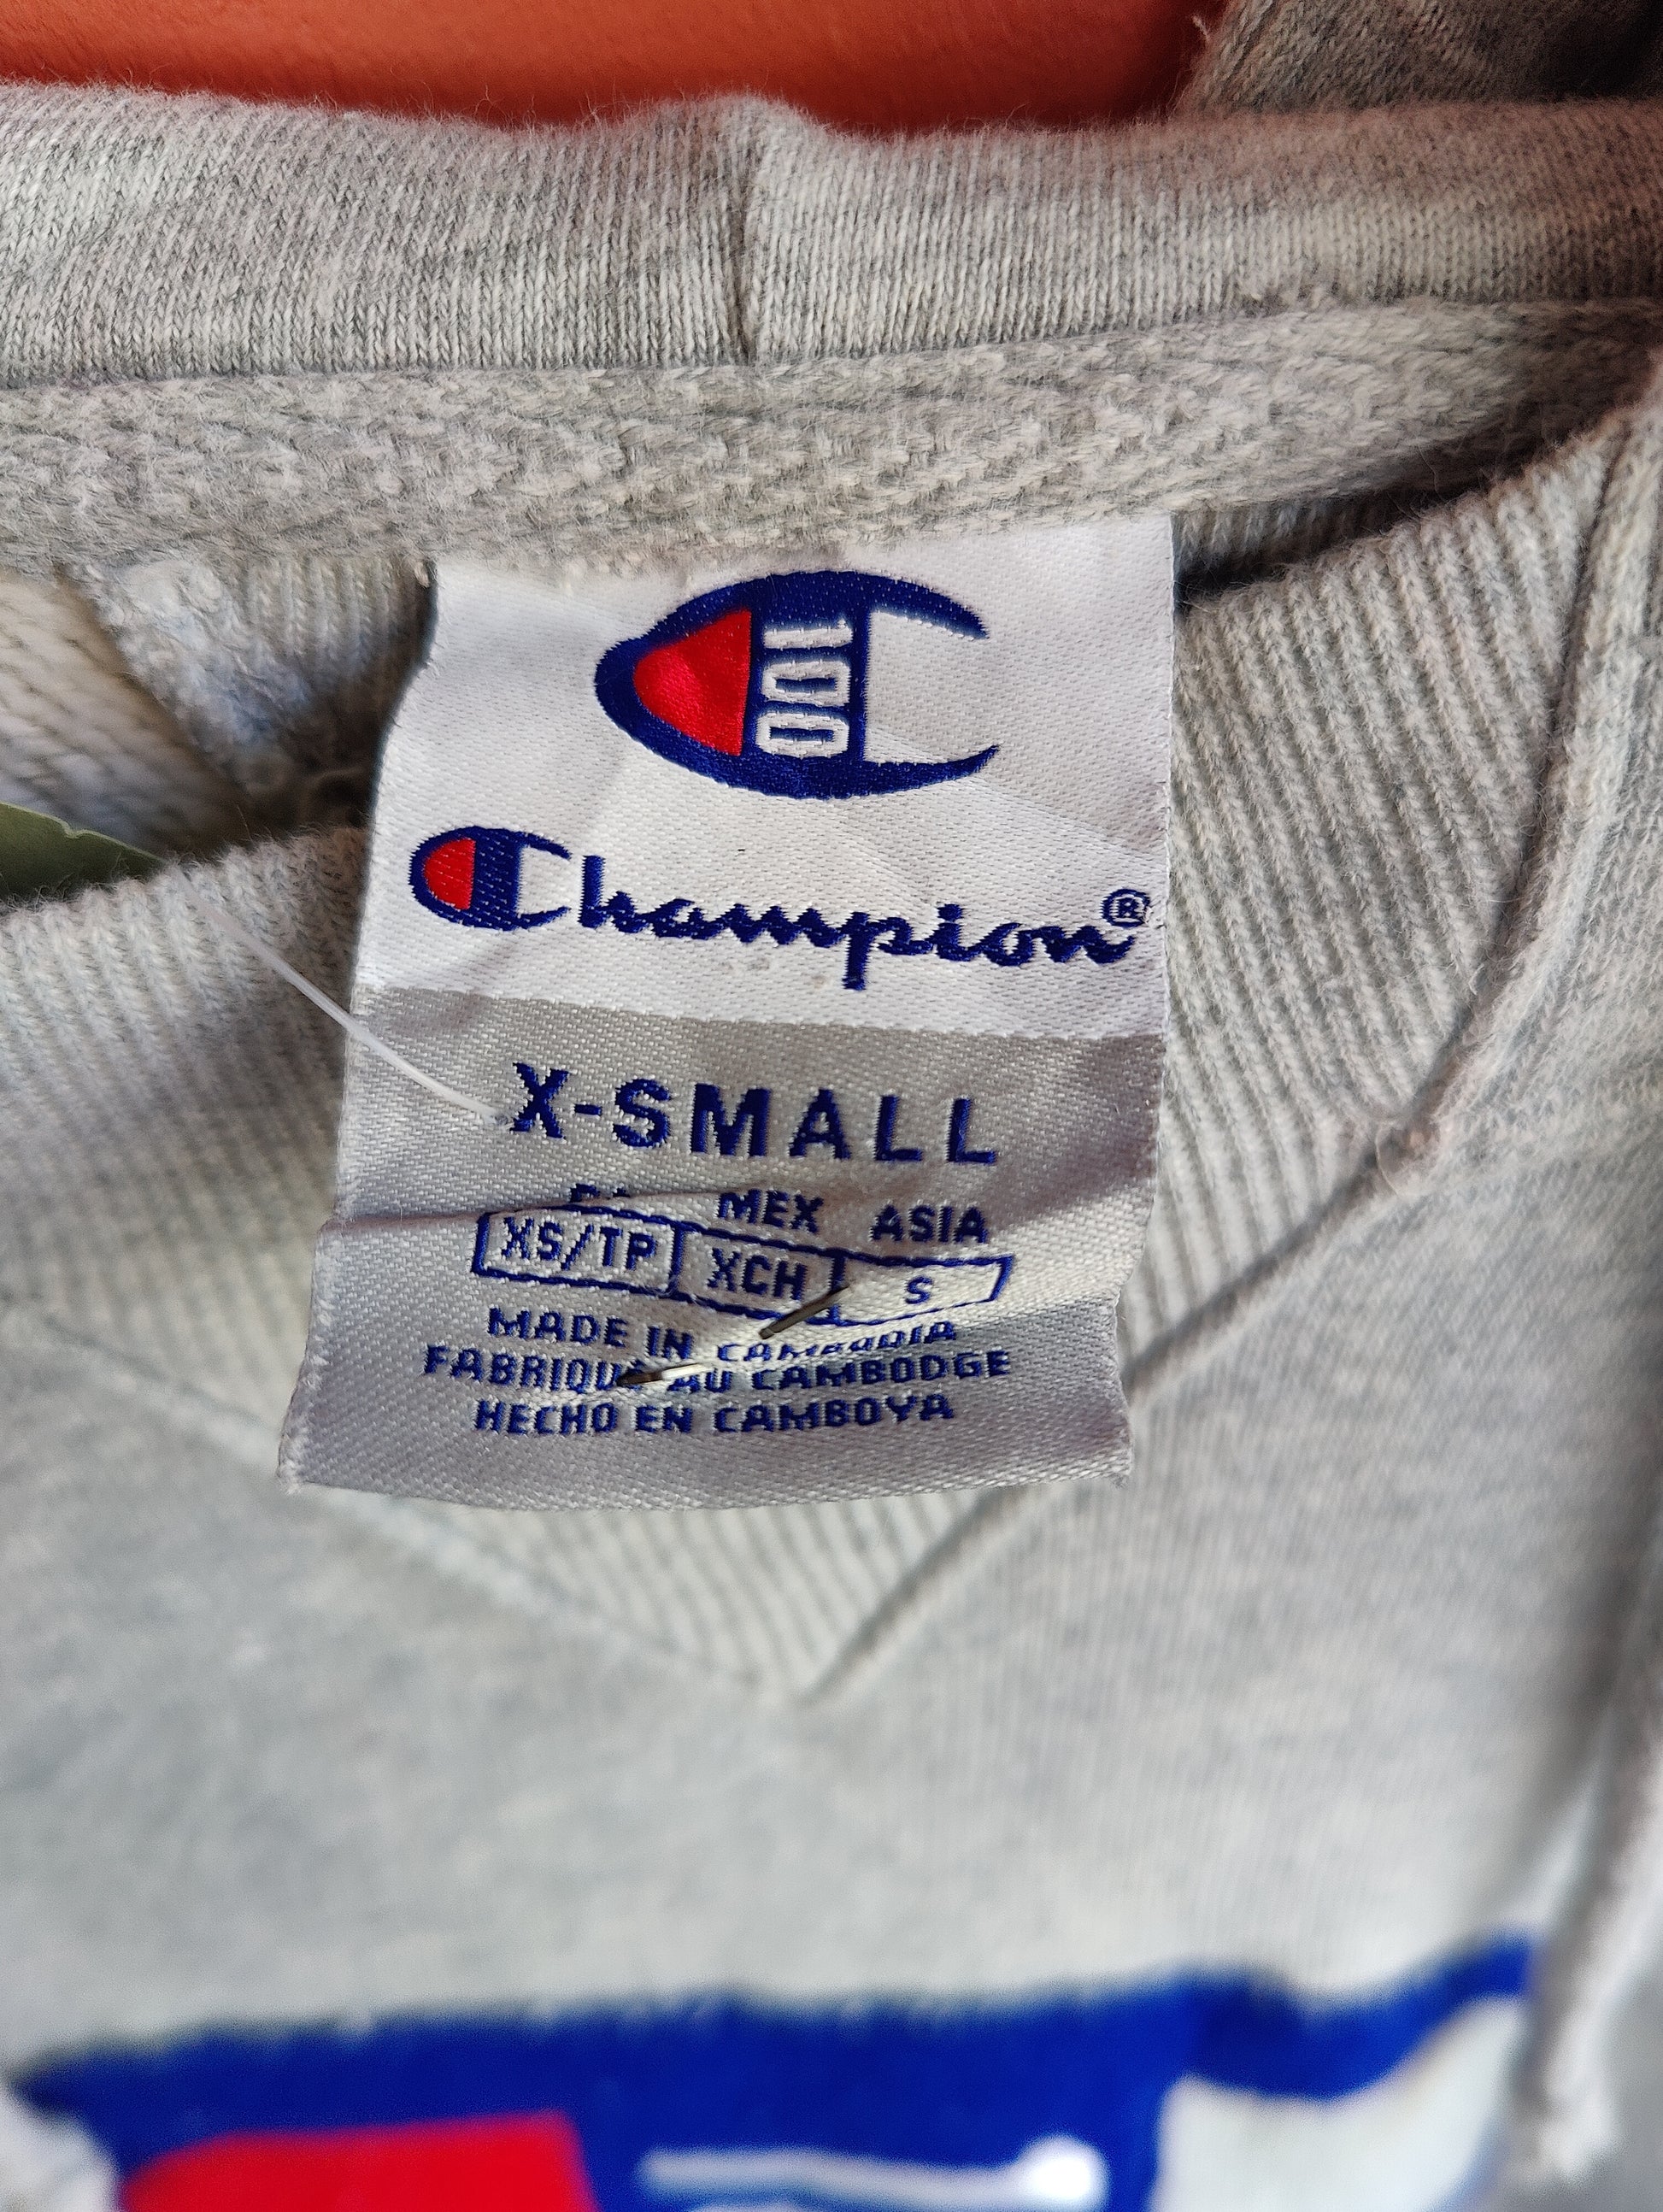 100
Champion®
X-SMALL
MEX ASIA
XS/TP XCH S
MADE IN CAMBODIA
FABRIQUÉ AU CAMBODGE
HECHO EN CAMBOYA